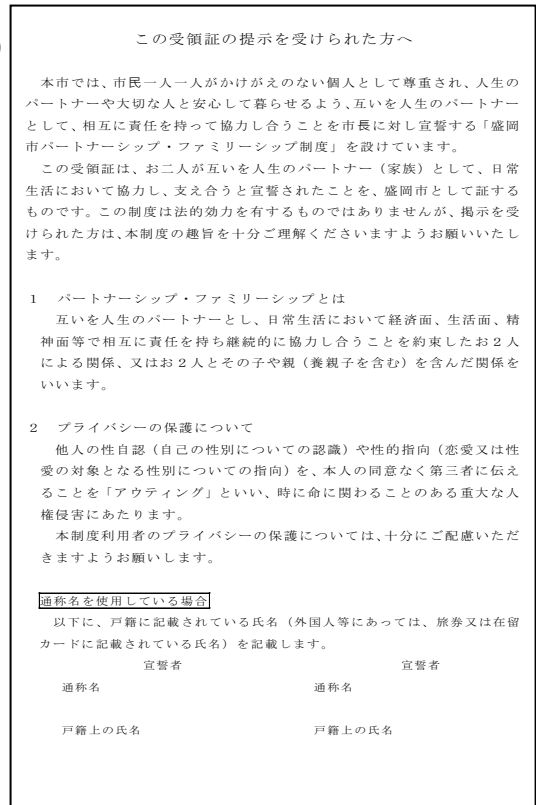 この受領証の提示を受けられた方へ
本市では、市民一人一人がかけがえのない個人として尊重され、人生の
パートナーや大切な人と安心して暮らせるよう、互いを人生のパートナー
として、相互に責任を持って協力し合うことを市長に対し宣誓する「盛岡
市パートナーシップ・ファミリーシップ制度」を設けています。
この受領証は、お二人が互いを人生のパートナー（家族）として、日常
生活において協力し、支え合うと宣誓されたことを、盛岡市として証する
ものです。この制度は法的効力を有するものではありませんが、掲示を受
けられた方は、本制度の趣旨を十分ご理解くださいますようお願いいたし
ます。
１　パートナーシップ・ファミリーシップとは
互いを人生のパートナーとし、日常生活において経済面、生活面、精
神面等で相互に責任を持ち継続的に協力し合うことを約束したお２人
による関係、又はお２人とその子や親（養親子を含む）を含んだ関係を
いいます。
２　プライバシーの保護について
他人の性自認（自己の性別についての認識）や性的指向（恋愛又は性
愛の対象となる性別についての指向）を、本人の同意なく第三者に伝え
ることを「アウティング」といい、時に命に関わることのある重大な人
権侵害にあたります。
本制度利用者のプライバシーの保護については、十分にご配慮いただ
きますようお願いします。
通称名を使用している場合
以下に、戸籍に記載されている氏名（外国人等にあっては、旅券又は在留
カードに記載されている氏名）を記載します。
宣誓者　宣誓者
通称名　通称名
戸籍上の氏名　戸籍上の氏名